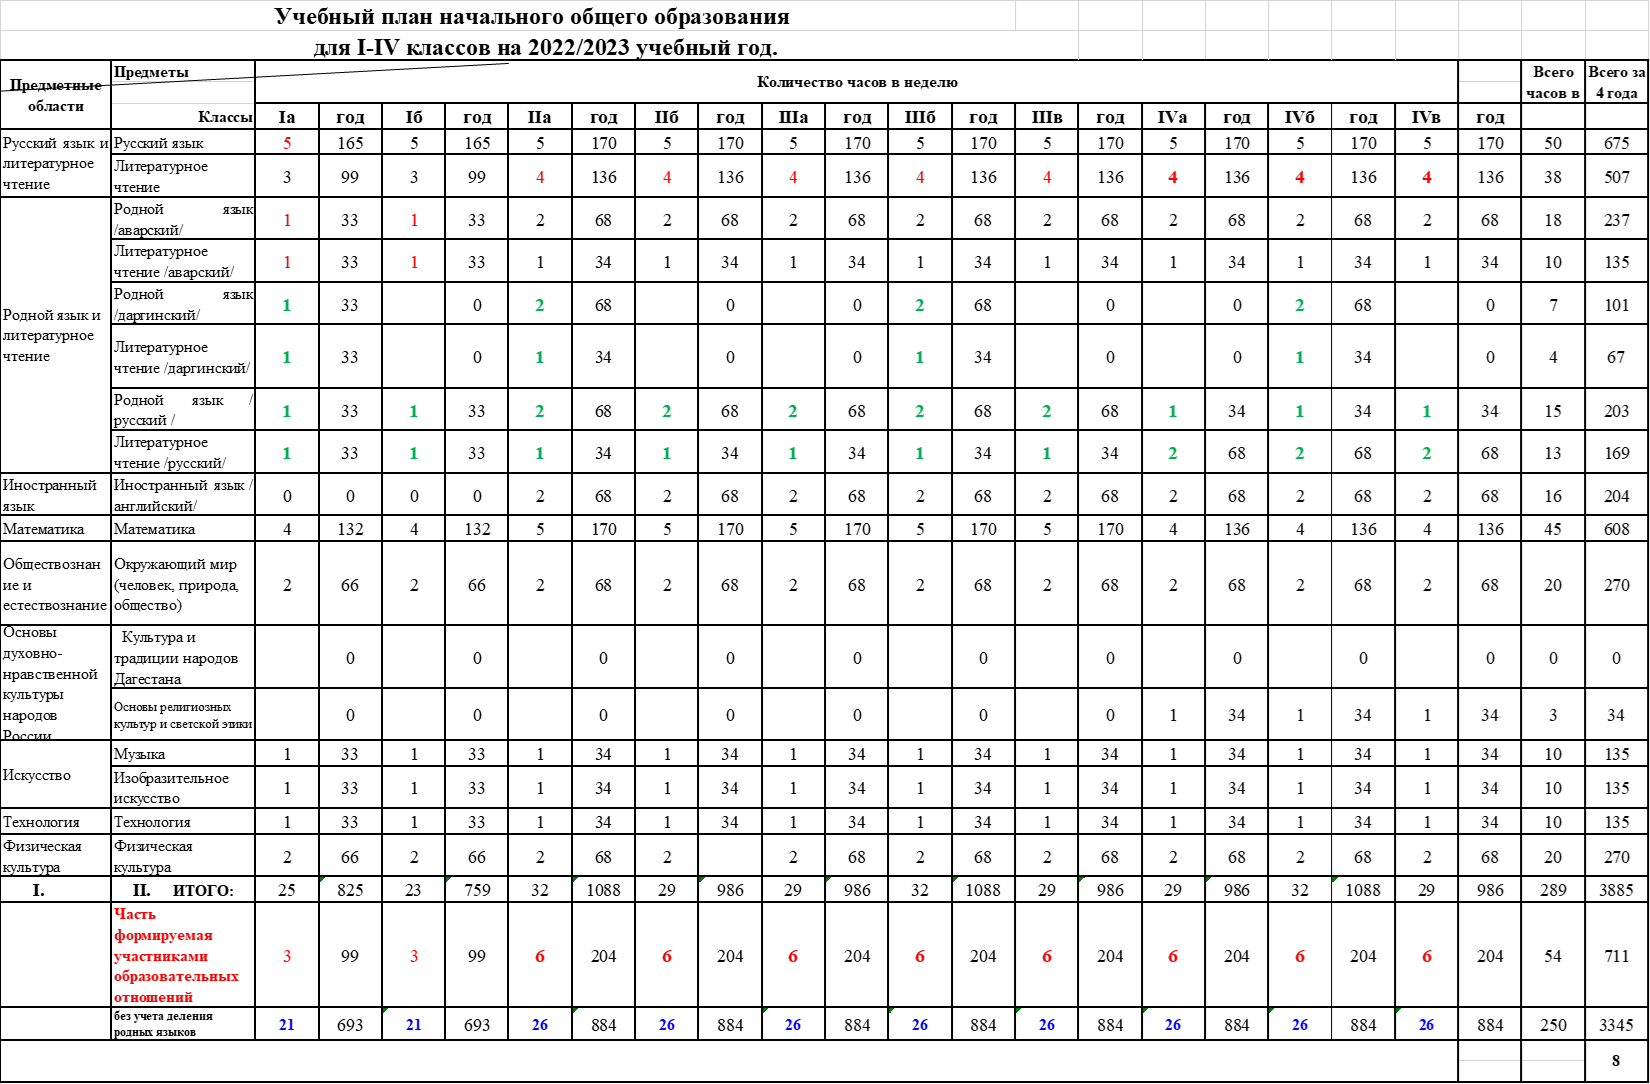 Учебный план начального общего образования
для I-IV классов на 2022/2023 учебный год.
Предметные области Предметы Классы Количество часов в неделю Всего часов в Всего за 4 года
Iа год Iб год IIа год IIб год IIIа год IIIб год IIIв год IVа год IVб год IVв год
Русский язык и литературное чтение
Русский язык 5 165 5 165 5 170 5 170 5 170 5 170 5 170 5 170 5 170 5 170 50 675
Литературное чтение 3 99 3 99 4 136 4 136 4 136 4 136 4 136 4 136 4 136 4 136 38 507
Родной язык и литературное чтение
Родной язык /аварский/ 1 33 1 33 2 68 2 68 2 68 2 68 2 68 2 68 2 68 2 68 18 237
Литературное чтение /аварский/ 1 33 1 33 1 34 1 34 1 34 1 34 1 34 1 34 1 34 1 34 10 135
Родной язык /даргинский/ 1 33 0 2 68 0 0 2 68 0 0 2 68 0 7 101
Литературное чтение /даргинский/ 1 33 0 1 34 0 0 1 34 0 0 1 34 0 4 67
Родной язык / русский / 1 33 1 33 2 68 2 68 2 68 2 68 2 68 1 34 1 34 1 34 15 203
Литературное чтение /русский/ 1 33 1 33 1 34 1 34 1 34 1 34 1 34 2 68 2 68 2 68 13 169
Иностранный язык Иностранный язык / английский/ 0 0 0 0 2 68 2 68 2 68 2 68 2 68 2 68 2 68 2 68 16 204
Математика Математика 4 132 4 132 5 170 5 170 5 170 5 170 5 170 4 136 4 136 4 136 45 608
Обществознан ие и естествознание Окружающий мир (человек, природа, общество) 2 66 2 66 2 68 2 68 2 68 2 68 2 68 2 68 2 68 2 68 20 270
Основы духовно-нравственной культуры народов России
Культура и традиции народов Дагестана 0 0 0 0 0 0 0 0 0 0 0 0
Основы религиозных культур и светской этики 0 0 0 0 0 0 0 1 34 1 34 1 34 3 34
Искусство
Музыка 1 33 1 33 1 34 1 34 1 34 1 34 1 34 1 34 1 34 1 34 10 135
Изобразительное искусство 1 33 1 33 1 34 1 34 1 34 1 34 1 34 1 34 1 34 1 34 10 135
Технология Технология 1 33 1 33 1 34 1 34 1 34 1 34 1 34 1 34 1 34 1 34 10 135
Физическая культура Физическая культура 2 66 2 66 2 68 2 2 68 2 68 2 68 2 68 2 68 2 68 20 270
I. II. ИТОГО: 25 825 23 759 32 1088 29 986 29 986 32 1088 29 986 29 986 32 1088 29 986 289 3885
Часть формируемая участниками образовательных отношений 3 99 3 99 6 204 6 204 6 204 6 204 6 204 6 204 6 204 6 204 54 711
без учета деления родных языков 21 693 21 693 26 884 26 884 26 884 26 884 26 884 26 884 26 884 26 884 250 3345
8